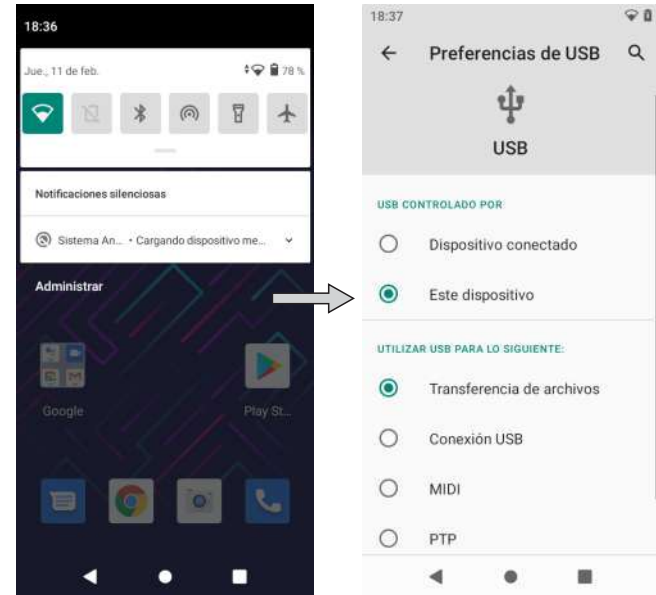 18:36
Jue., 11 de feb.
78 %
Notificaciones silenciosas
Sistema An... • Cargando dispositivo me...
Administrar
Google
Play St...
18:37
Preferencias de USB
USB
USB CONTROLADO POR
Dispositivo conectado
Este dispositivo
UTILIZAR USB PARA LO SIGUIENTE:
Transferencia de archivos
Conexión USB
MIDI
PTP